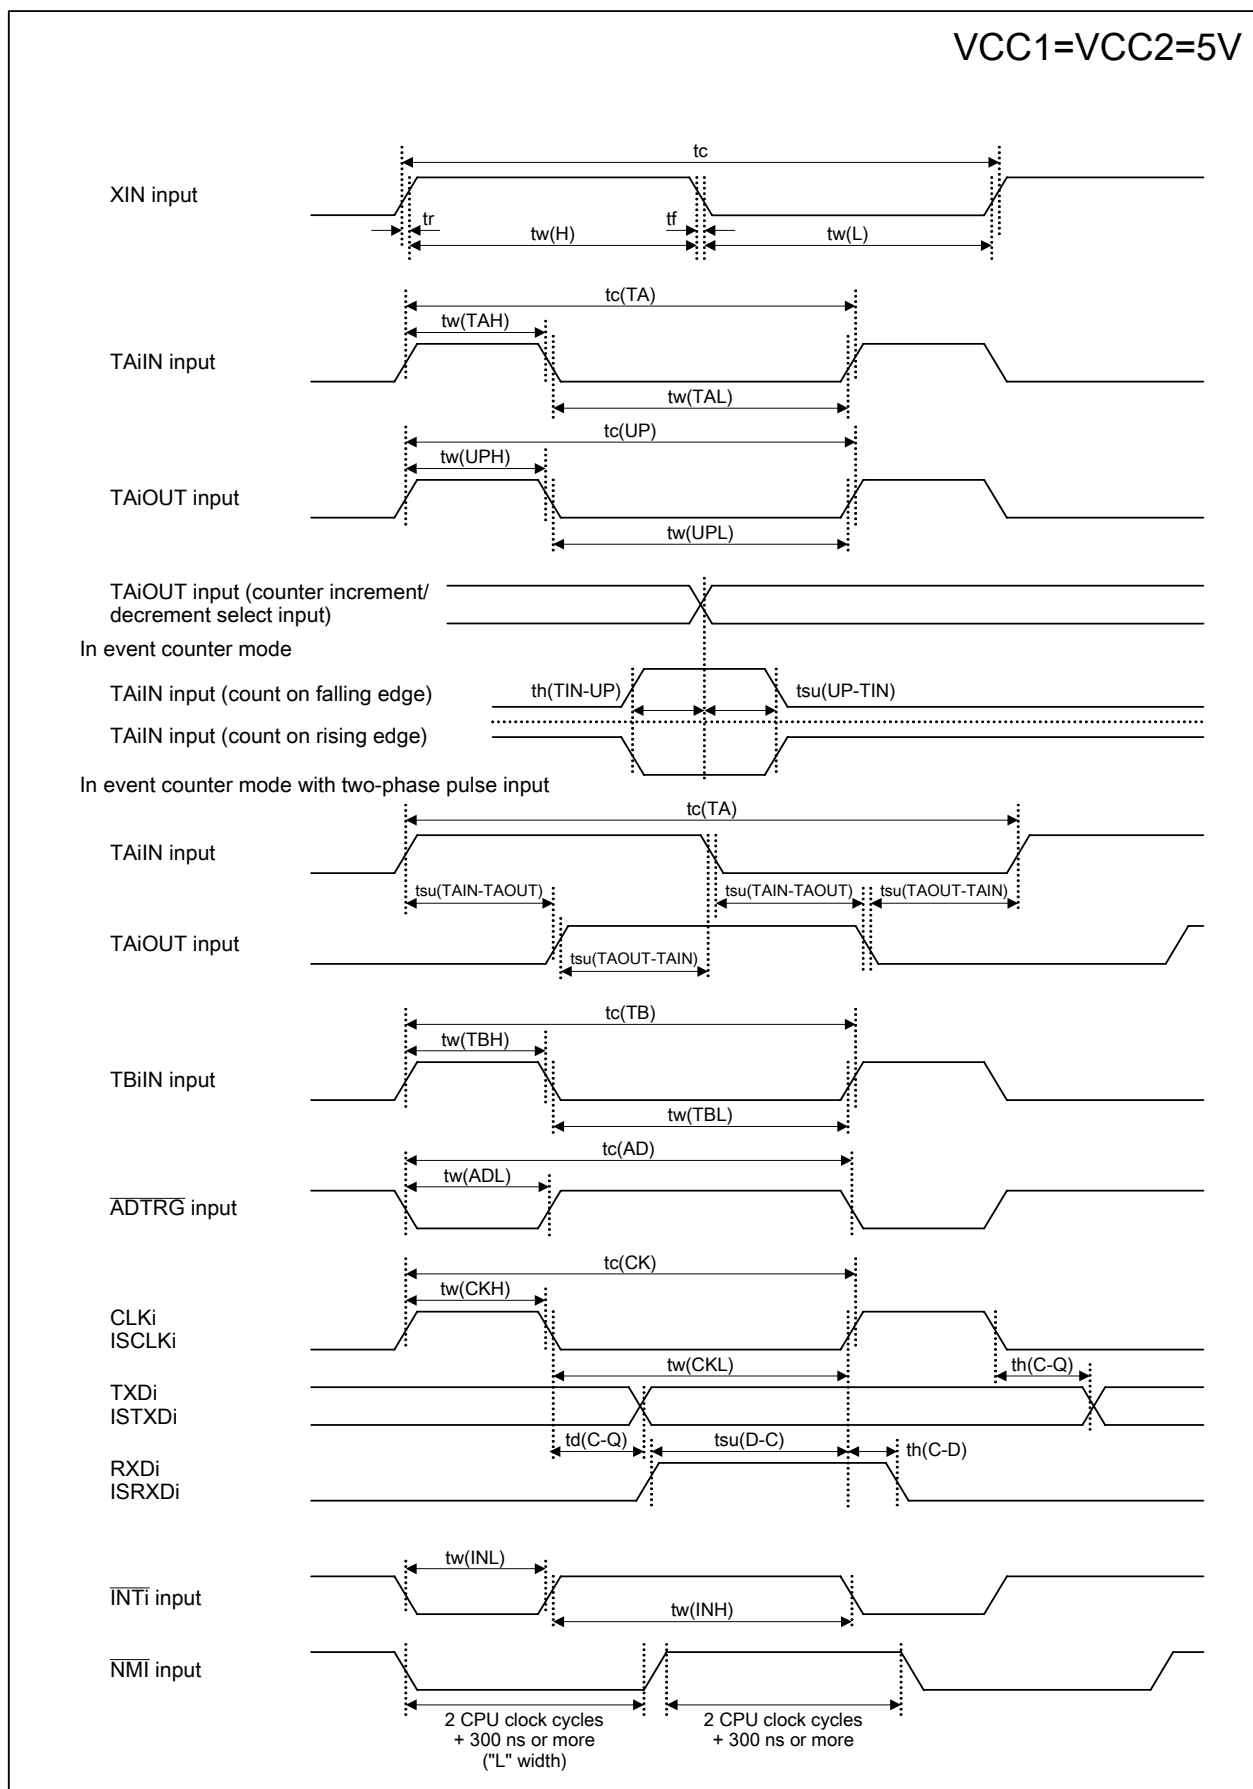 VCC1=VCC2=5V
tc
XIN input
tr
tf
tw(H)
tw(L)
tc(TA)
tw(TAH)
TAiIN input
tw(TAL)
tc(UP)
tw(UPH)
TAiOUT input
tw(UPL)
TAiOUT input (counter increment/
decrement select input)
In event counter mode
TAiIN input (count on falling edge)
th(TIN-UP)
tsu(UP-TIN)
TAiIN input (count on rising edge)
In event counter mode with two-phase pulse input
tc(TA)
TAiIN input
tsu(TAIN-TAOUT)
tsu(TAIN-TAOUT)
tsu(TAOUT-TAIN)
TAiOUT input
tsu(TAOUT-TAIN)
tc(TB)
tw(TBH)
TBiIN input
tw(TBL)
tc(AD)
tw(ADL)
ADTRG input
tc(CK)
tw(CKH)
CLKi
ISCLKi
tw(CKL)
th(C-Q)
TXDi
ISTXDi
td(C-Q)
tsu(D-C)
th(C-D)
RXDi
ISRXDi
tw(INL)
INTi input
tw(INH)
NMI input
2 CPU clock cycles
+ 300 ns or more
("L" width)
2 CPU clock cycles
+ 300 ns or more